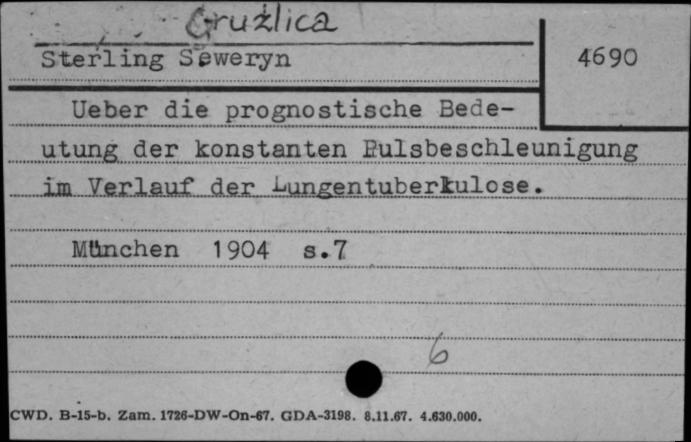 Gruźlica
Sterling Seweryn
4690
Ueber die prognostische Bede-
utung der konstanten Pulsbeschleunigung
im Verlauf der Lungentuberkulose.
München 1904 s.7
6
CWD. B-15-b. Zam. 1726-DW-On-67. GDA-3198. 8.11.67. 4.630.000.